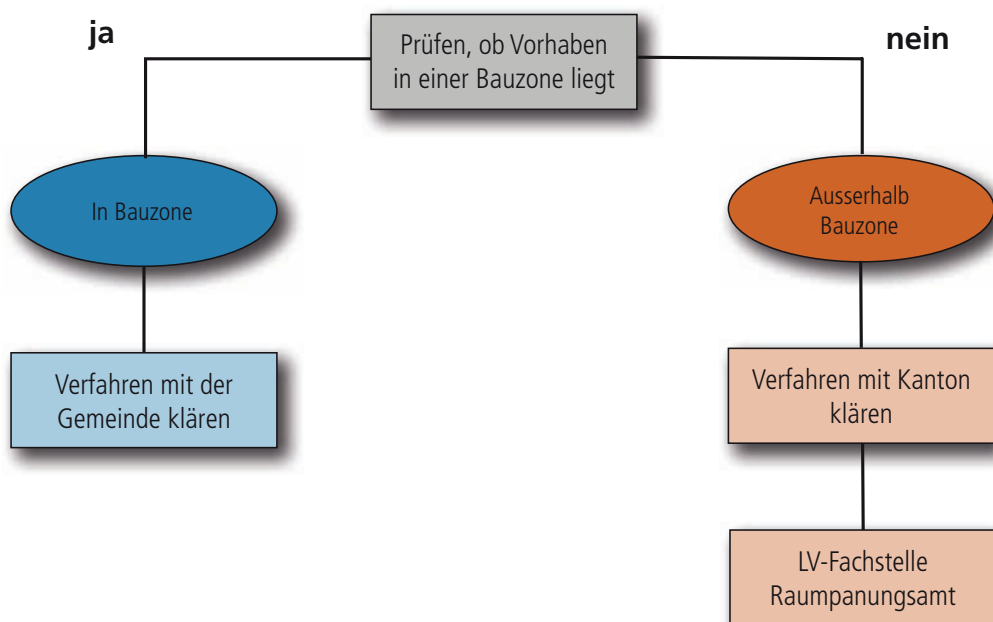 ja
Prüfen, ob Vorhaben
in einer Bauzone liegt
nein
In Bauzone
Ausserhalb
Bauzone
Verfahren mit der
Gemeinde klären
Verfahren mit Kanton
klären
LV-Fachstelle
Raumpanungsamt